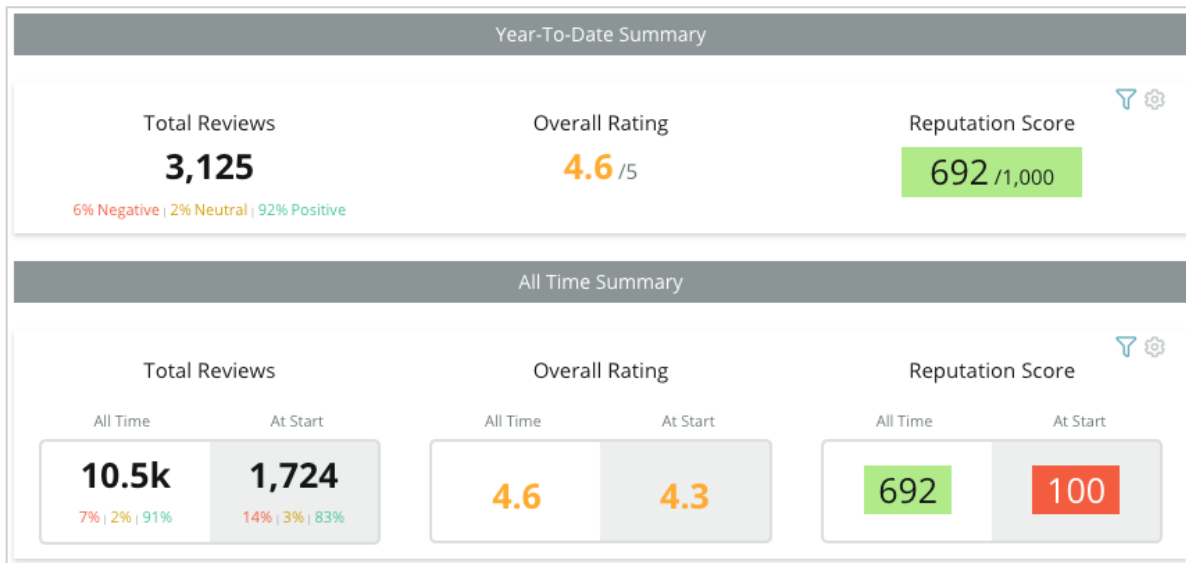 Year-To-Date Summary
Total Reviews
Overall Rating
Reputation Score
3,125
4.6 /5
692 /1,000
6% Negative | 2% Neutral | 92% Positive
All Time Summary
Total Reviews
Overall Rating
Reputation Score
All Time
At Start
All Time
At Start
All Time
At Start
10.5k
1,724
4.6
4.3
692
100
7% | 2% | 91%
14% | 3% | 83%